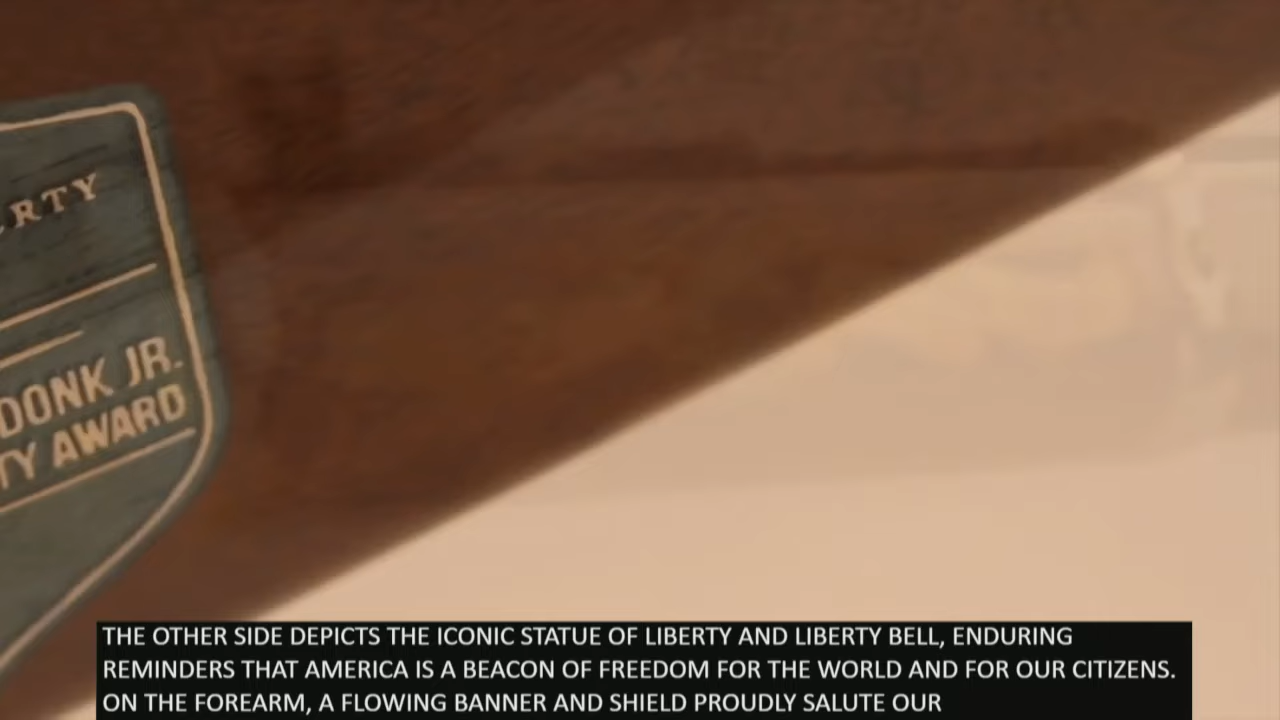 RTY
DONK JR.
TY AWARD
THE OTHER SIDE DEPICTS THE ICONIC STATUE OF LIBERTY AND LIBERTY BELL, ENDURING
REMINDERS THAT AMERICA IS A BEACON OF FREEDOM FOR THE WORLD AND FOR OUR CITIZENS.
ON THE FOREARM, A FLOWING BANNER AND SHIELD PROUDLY SALUTE OUR